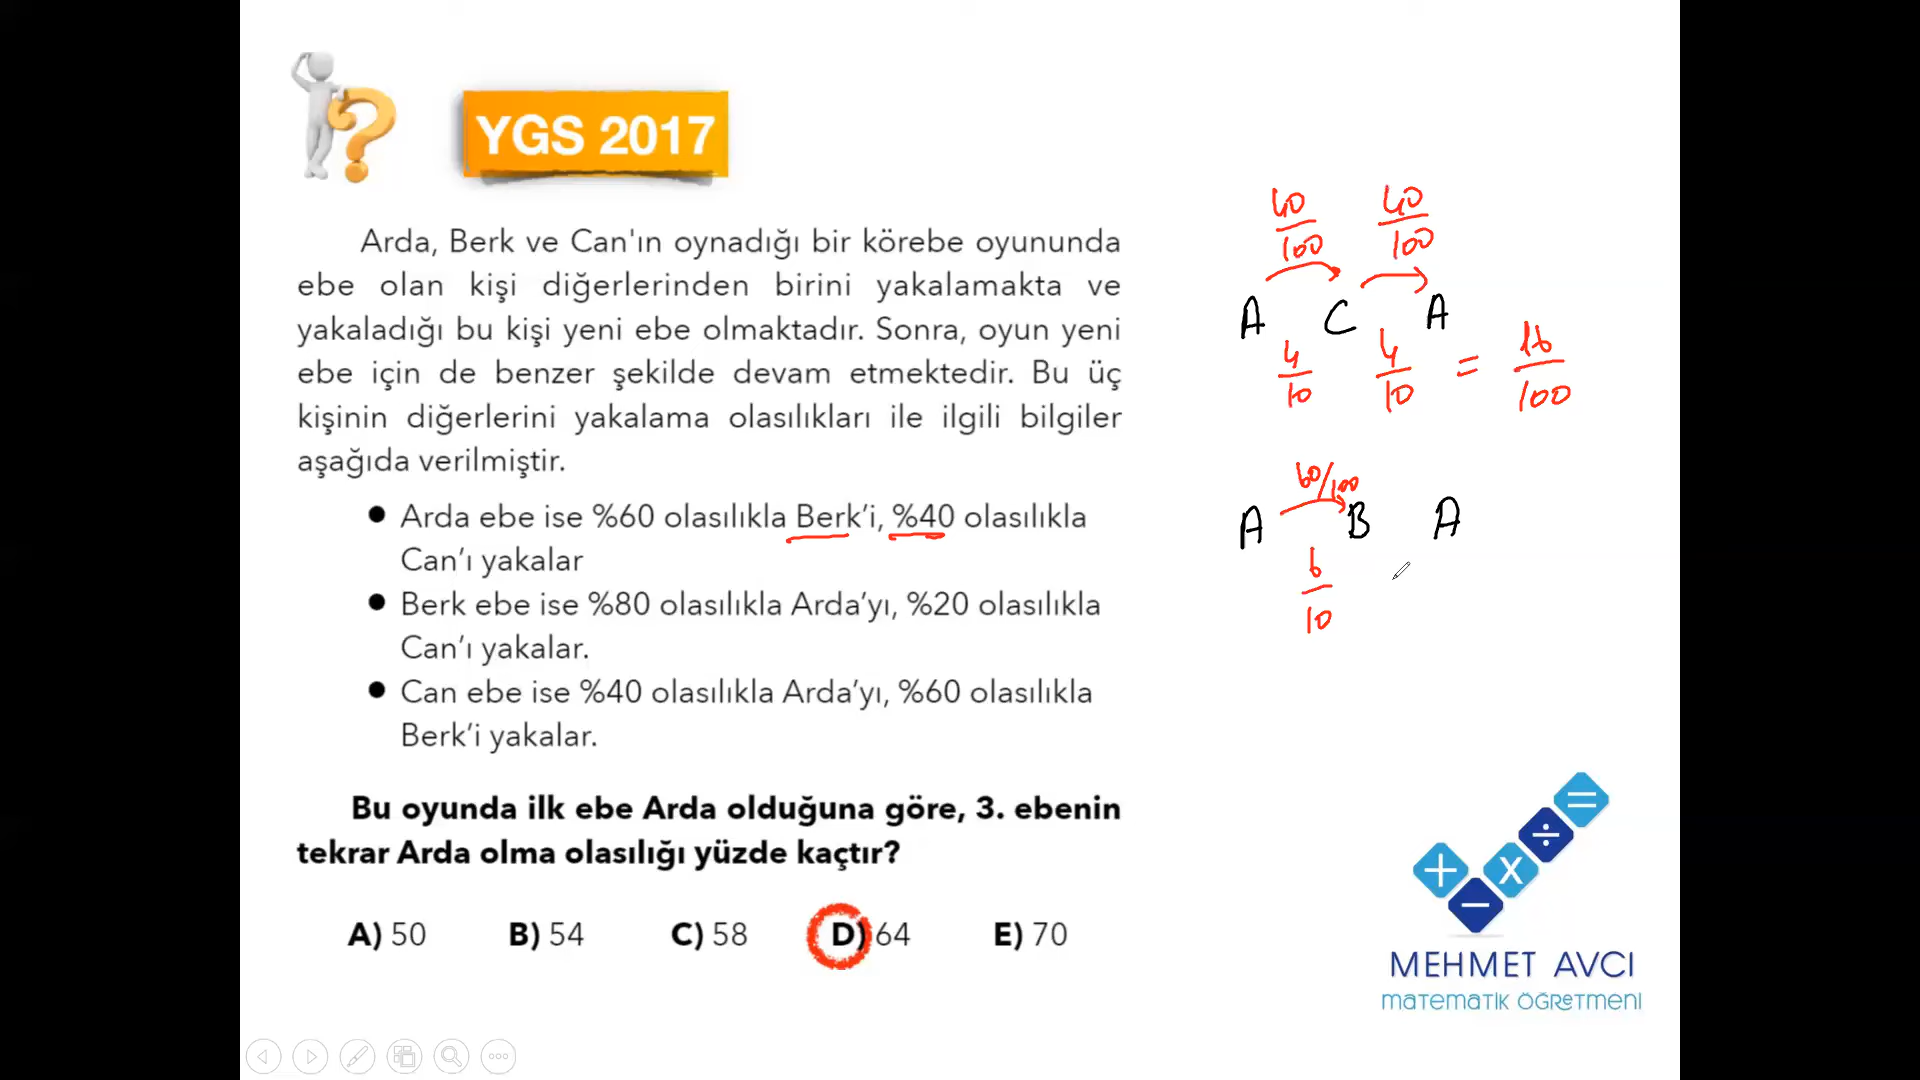 YGS 2017
Arda, Berk ve Can'ın oynadığı bir körebe oyununda
ebe olan kişi diğerlerinden birini yakalamakta ve
yakaladığı bu kişi yeni ebe olmaktadır. Sonra, oyun yeni
ebe için de benzer şekilde devam etmektedir. Bu üç
kişinin diğerlerini yakalama olasılıkları ile ilgili bilgiler
aşağıda verilmiştir.
● Arda ebe ise %60 olasılıkla Berk'i, %40 olasılıkla
Can'ı yakalar
● Berk ebe ise %80 olasılıkla Arda'yı, %20 olasılıkla
Can'ı yakalar.
● Can ebe ise %40 olasılıkla Arda'yı, %60 olasılıkla
Berk'i yakalar.
Bu oyunda ilk ebe Arda olduğuna göre, 3. ebenin
tekrar Arda olma olasılığı yüzde kaçtır?
A) 50 B) 54 C) 58 D) 64 E) 70
40/100 40/100
A C A
4/10 4/10 = 16/100
60/100
A B A
6/10
MEHMET AVCI
matematik öğretmeni